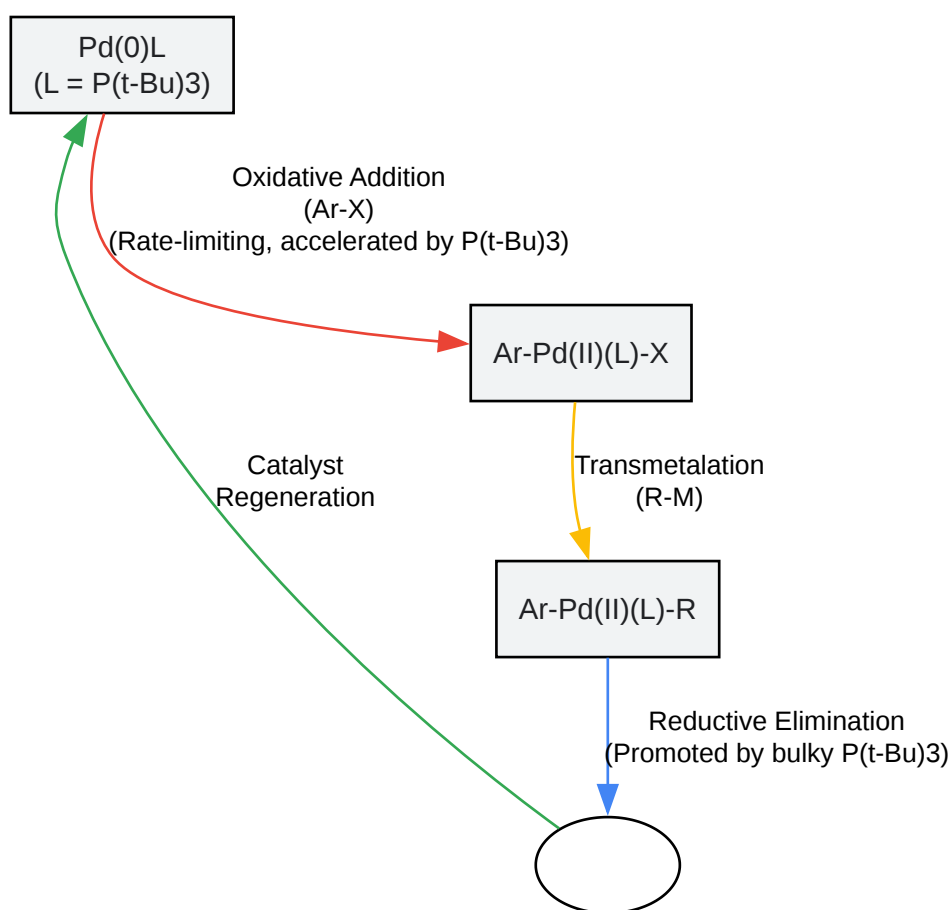 Pd(0)L
(L = P(t-Bu)3)
Oxidative Addition
(Ar-X)
(Rate-limiting, accelerated by P(t-Bu)3)
Ar-Pd(II)(L)-X
Catalyst
Regeneration
Transmetalation
(R-M)
Ar-Pd(II)(L)-R
Reductive Elimination
(Promoted by bulky P(t-Bu)3)